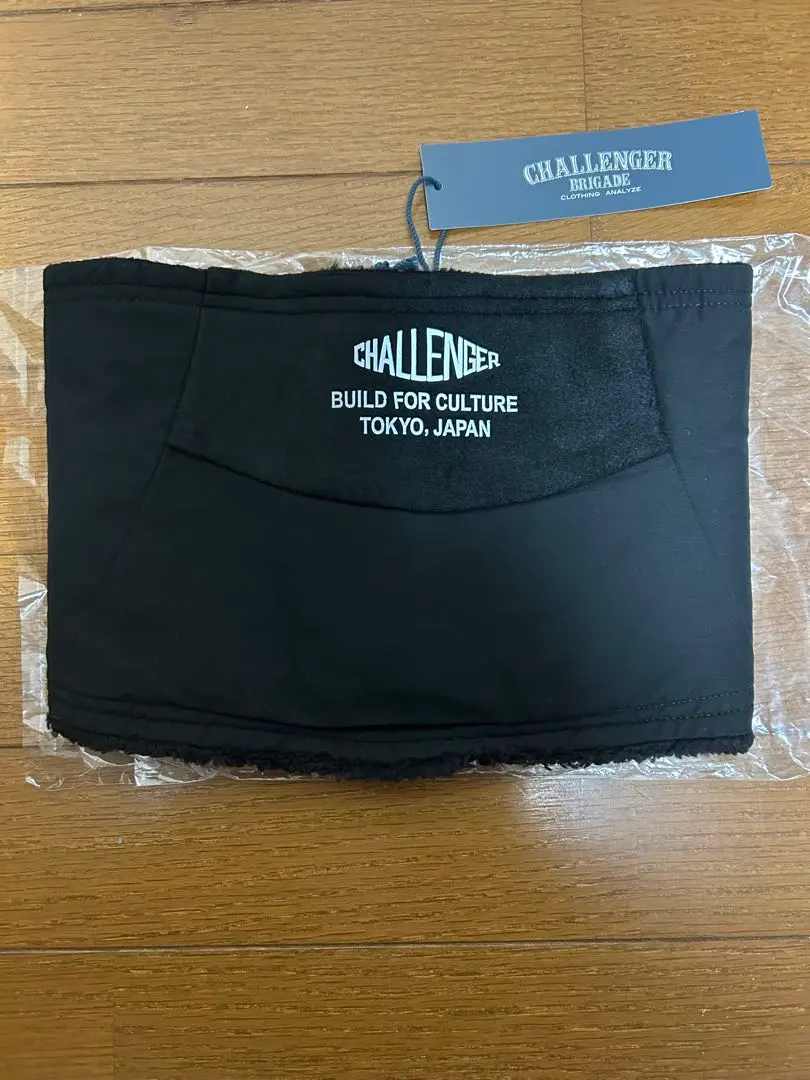 CHALLENGER
BRIGADE
CLOTHING ANALYZE
CHALLENGER
BUILD FOR CULTURE
TOKYO, JAPAN